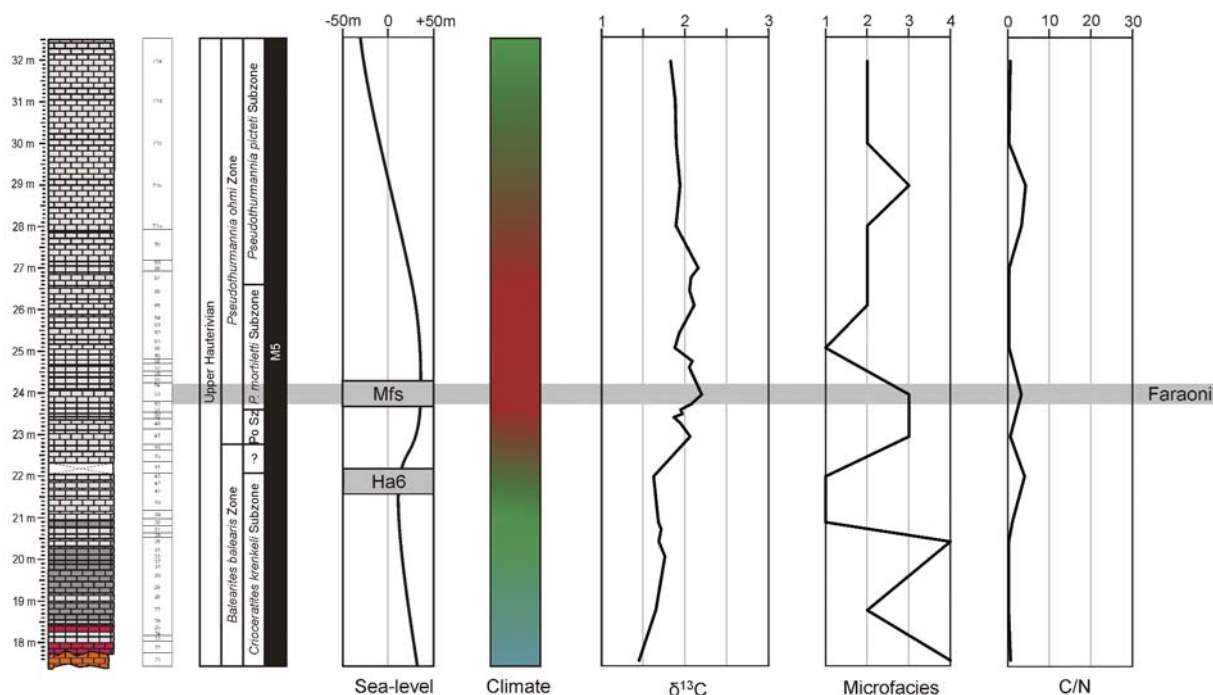 -50m 0 +50m
1 2 3
1 2 3 4
0 10 20 30
32 m
31 m
30 m
29 m
28 m
27 m
26 m
25 m
24 m
23 m
22 m
21 m
20 m
19 m
18 m
Upper Hauterivian
Pseudothurmannia ohmi Zone
Balearites balearis Zone
Pseudothurmannia picteti Subzone
P. mortiletti Subzone
Po Sz
?
Crioceratites krenkeli Subzone
M5
Mfs
Ha6
Faraoni
Sea-level
Climate
δ13C
Microfacies
C/N